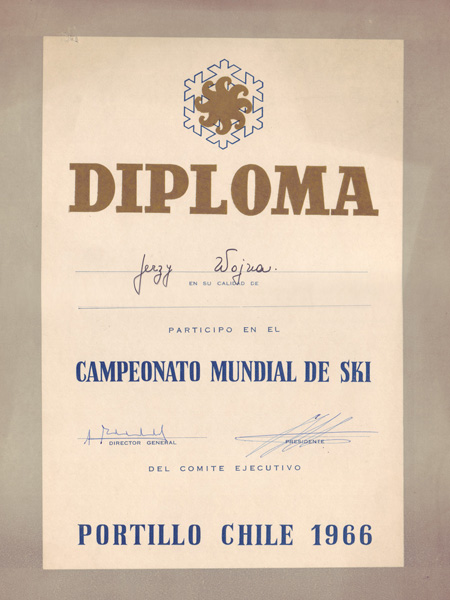 DIPLOMA
Jerzy Wojna.
EN SU CALIDAD DE
PARTICIPO EN EL
CAMPEONATO MUNDIAL DE SKI
DIRECTOR GENERAL
PRESIDENTE
DEL COMITE EJECUTIVO
PORTILLO CHILE 1966